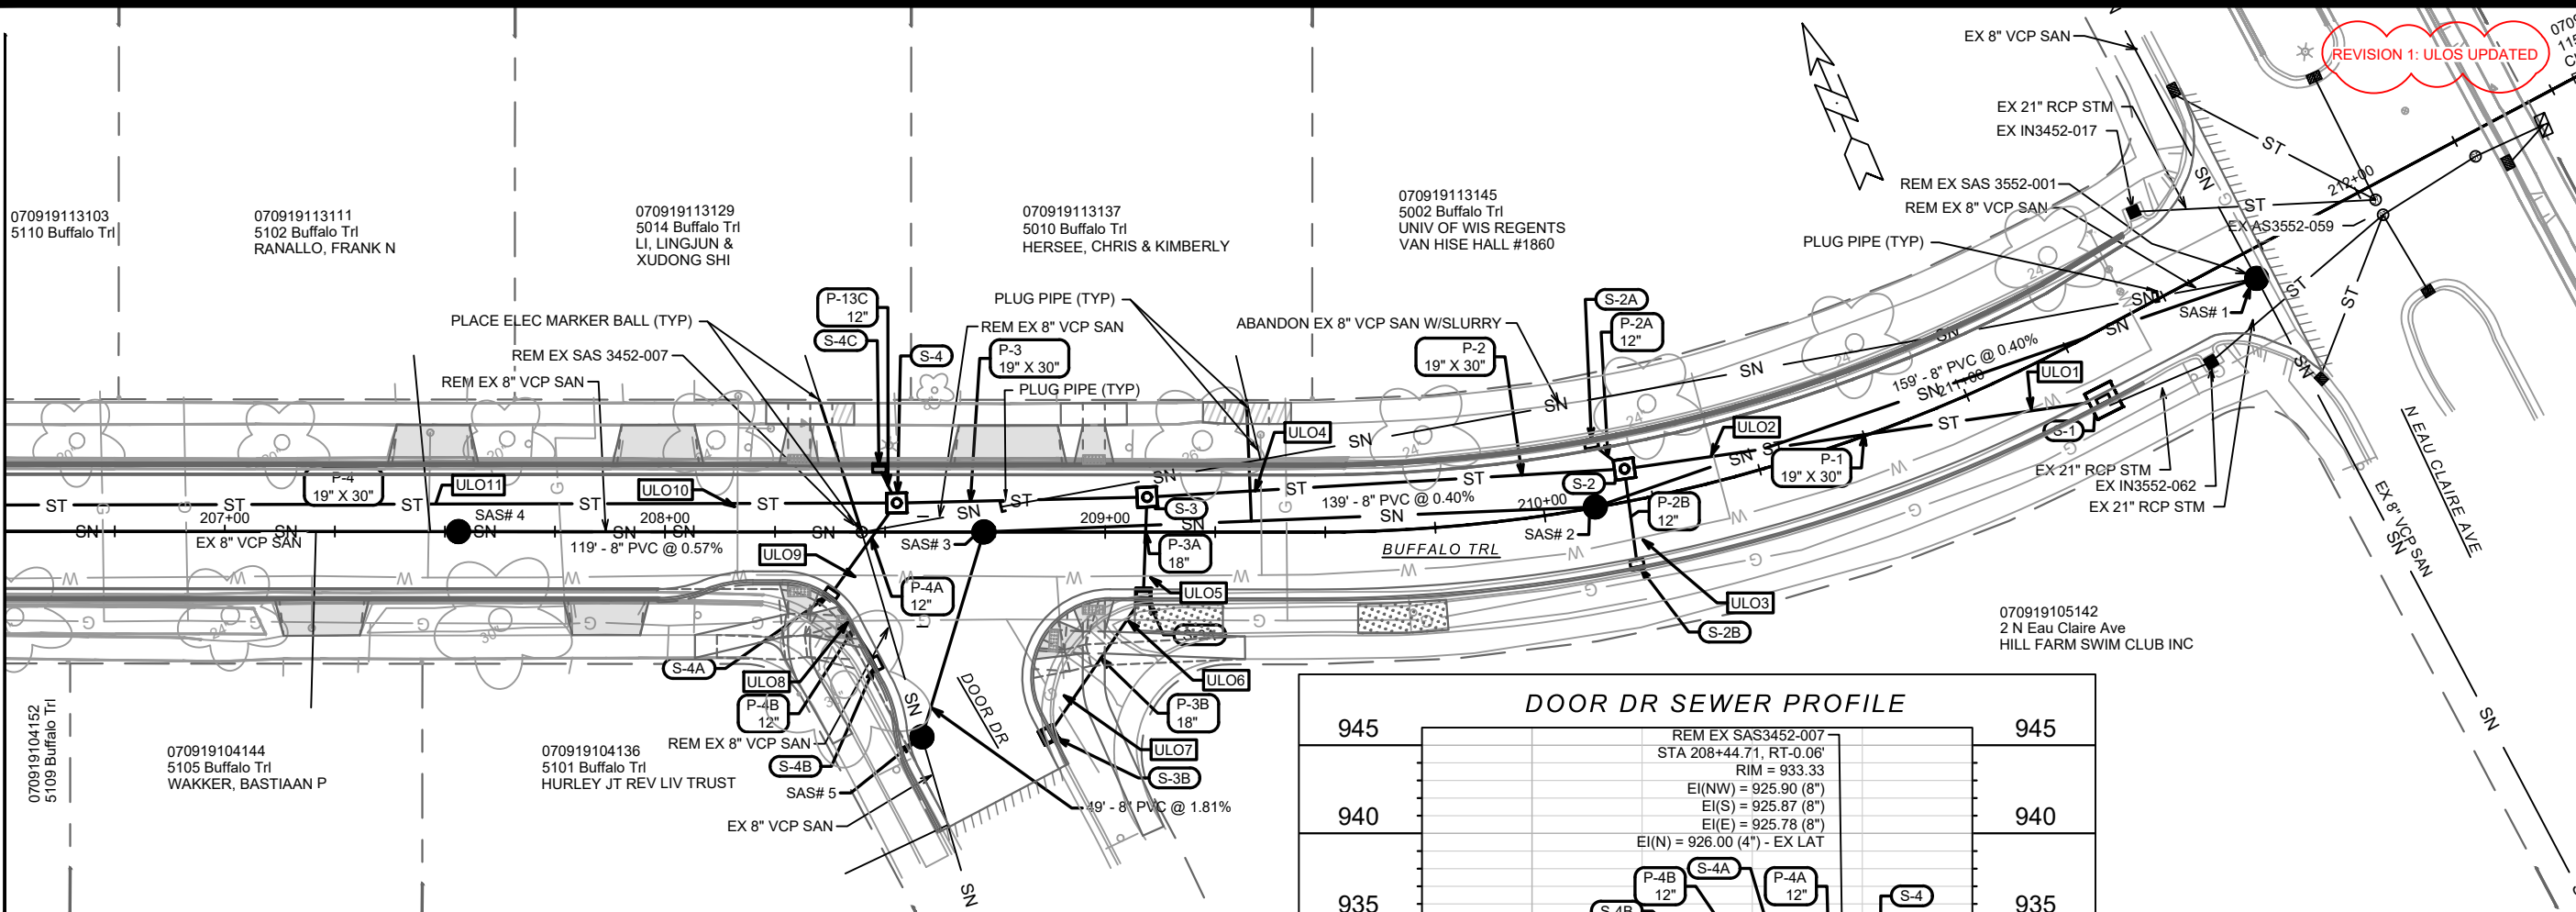 EX 8" VCP SAN
REVISION 1: ULOS UPDATED
EX 21" RCP STM
EX IN3452-017
REM EX SAS 3552-001
REM EX 8" VCP SAN
PLUG PIPE (TYP)
EX AS3552-059
212+00
ST
ST
ST
ST
SN
SN
070919113103
5110 Buffalo Trl
070919113111
5102 Buffalo Trl
RANALLO, FRANK N
070919113129
5014 Buffalo Trl
LI, LINGJUN &
XUDONG SHI
070919113137
5010 Buffalo Trl
HERSEE, CHRIS & KIMBERLY
070919113145
5002 Buffalo Trl
UNIV OF WIS REGENTS
VAN HISE HALL #1860
PLACE ELEC MARKER BALL (TYP)
REM EX SAS 3452-007
REM EX 8" VCP SAN
P-13C
12"
S-4C
S-4
PLUG PIPE (TYP)
REM EX 8" VCP SAN
P-3
19" X 30"
PLUG PIPE (TYP)
ABANDON EX 8" VCP SAN W/SLURRY
P-2
19" X 30"
S-2A
P-2A
12"
SAS# 1
159' - 8" PVC @ 0.40%
211+00
ULO1
S-1
ULO2
P-1
19" X 30"
ULO4
EX 21" RCP STM
EX IN3552-062
EX 21" RCP STM
EX 8" VCP SAN
N EAU CLAIRE AVE
P-4
19" X 30"
ULO11
ULO10
SAS# 4
207+00
208+00
209+00
210+00
EX 8" VCP SAN
119' - 8" PVC @ 0.57%
139' - 8" PVC @ 0.40%
SAS# 3
S-3
S-2
SAS# 2
P-2B
12"
BUFFALO TRL
ULO9
P-3A
18"
P-4A
12"
ULO5
ULO3
S-2B
S-4A
ULO8
P-4B
12"
ULO6
P-3B
18"
DOOR DR
REM EX 8" VCP SAN
S-4B
ULO7
S-3B
SAS# 5
49' - 8" PVC @ 1.81%
EX 8" VCP SAN
070919104152
5109 Buffalo Trl
070919104144
5105 Buffalo Trl
WAKKER, BASTIAAN P
070919104136
5101 Buffalo Trl
HURLEY JT REV LIV TRUST
070919105142
2 N Eau Claire Ave
HILL FARM SWIM CLUB INC
DOOR DR SEWER PROFILE
945
945
940
940
935
935
REM EX SAS3452-007
STA 208+44.71, RT-0.06'
RIM = 933.33
EI(NW) = 925.90 (8")
EI(S) = 925.87 (8")
EI(E) = 925.78 (8")
EI(N) = 926.00 (4") - EX LAT
P-4B
12"
S-4A
P-4A
12"
S-4
S-4B